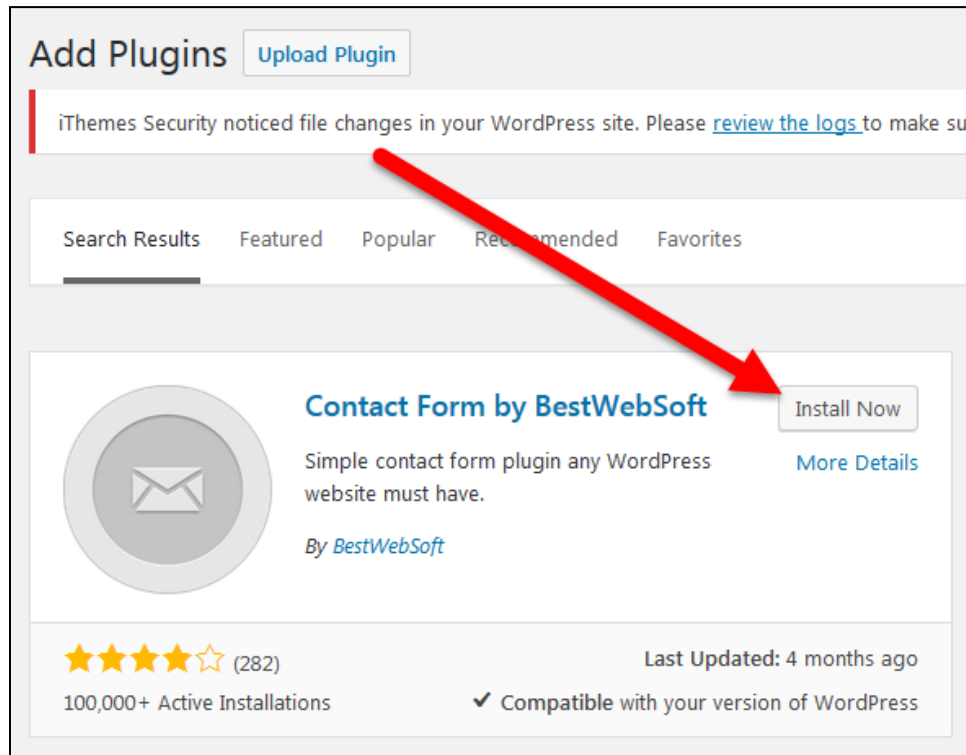 Add Plugins Upload Plugin
iThemes Security noticed file changes in your WordPress site. Please review the logs to make su
Search Results Featured Popular Recommended Favorites
Contact Form by BestWebSoft Install Now
Simple contact form plugin any WordPress More Details
website must have.
By BestWebSoft
(282) Last Updated: 4 months ago
100,000+ Active Installations Compatible with your version of WordPress